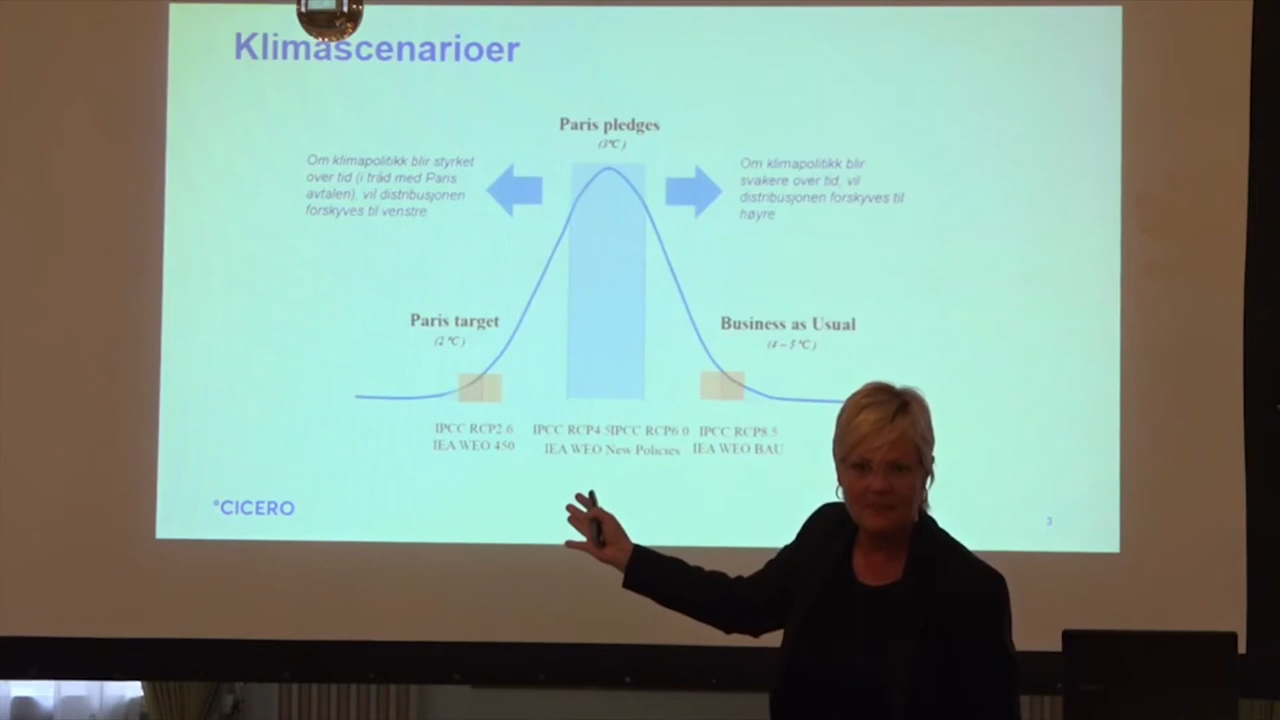 Klimascenarioer
Paris pledges
(3°C)
Om klimapolitikk blir styrket
over tid (i tråd med Paris
avtalen), vil distribusjonen
forskyves til venstre
Om klimapolitikk blir
svakere over tid, vil
distribusjonen forskyves til
høyre
Paris target
(2 °C)
Business as Usual
(4 – 5 °C)
IPCC RCP2.6
IEA WEO 450
IPCC RCP4.5IPCC RCP6.0
IEA WEO New Policies
IPCC RCP8.5
IEA WEO BAU
°CICERO
3